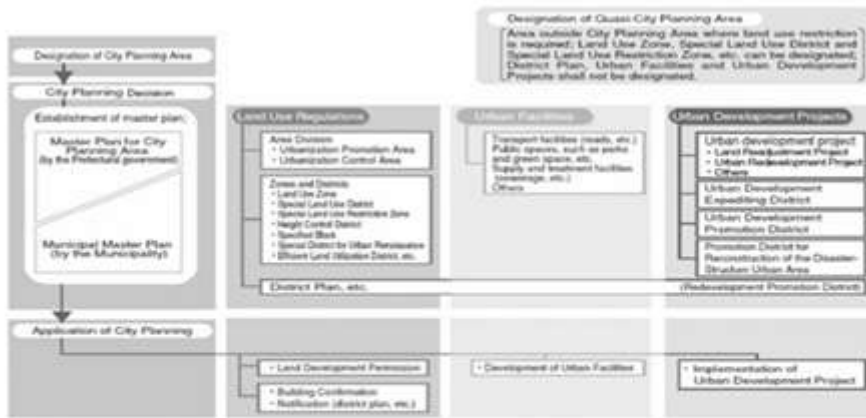 Designation of Quasi-City Planning Area
Area outside City Planning Area where land use restriction
is required; Land Use Zone, Special Land Use District and
Special Land Use Restriction Zone, etc. can be designated;
District Plan, Urban Facilities and Urban Development
Projects shall not be designated.
Designation of City Planning Area
City Planning Decision
Establishment of master plan;
Master Plan for City
Planning Area
(by the Prefectural government)
Municipal Master Plan
(by the Municipality)
Land Use Regulations
Area Division
・Urbanization Promotion Area
・Urbanization Control Area
Zones and Districts
・Land Use Zone
・Special Land Use District
・Special Land Use Restriction Zone
・Height Control District
・Specified Block
・Special District for Urban Renaissance
・Efficient Land Utilization District, etc.
Urban Facilities
Transport facilities (roads, etc.)
Public spaces, such as parks
and green space, etc.
Supply and treatment facilities
(sewerage, etc.)
Others
Urban Development Projects
Urban development project
・Land Readjustment Project
・Urban Redevelopment Project
・Others
Urban Development
Expediting District
Urban Development
Promotion District
Promotion District for
Reconstruction of the Disaster-
Stricken Urban Area
District Plan, etc.
(Redevelopment Promotion District)
Application of City Planning
・Land Development Permission
・Building Confirmation
・Notification (district plan, etc.)
・Development of Urban Facilities
・Implementation of
Urban Development Project